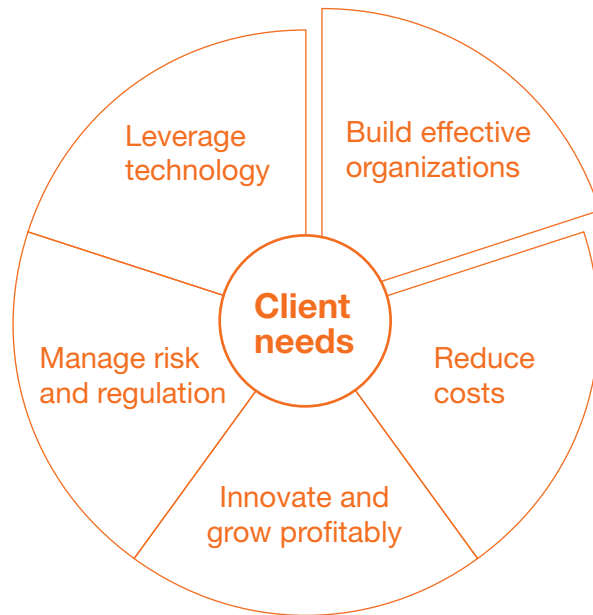 Leverage
technology
Build effective
organizations
Client
needs
Manage risk
and regulation
Reduce
costs
Innovate and
grow profitably